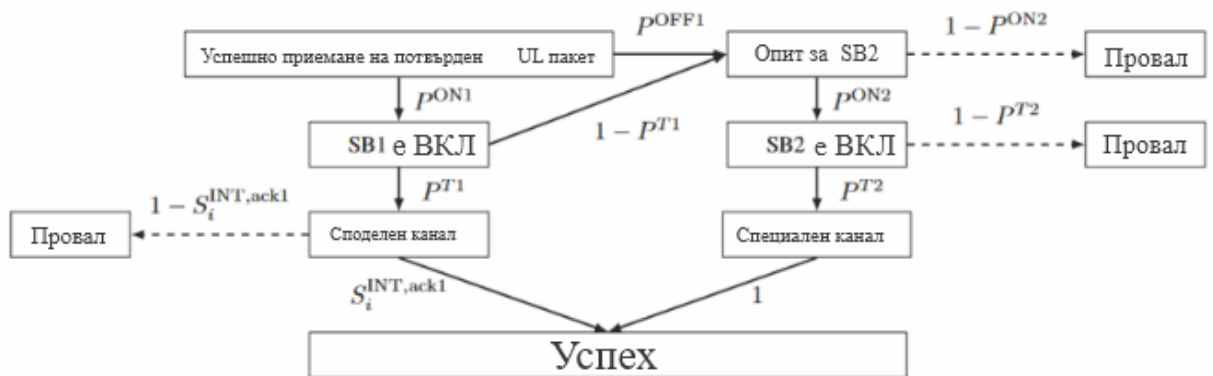 P^OFF1
1 − P^ON2
Успешно приемане на потвърден UL пакет
Опит за SB2
Провал
P^ON1
P^ON2
1 − P^T1
1 − P^T2
SB1 е ВКЛ
SB2 е ВКЛ
Провал
P^T1
P^T2
1 − S_i^INT,ack1
Провал
Споделен канал
Специален канал
S_i^INT,ack1
1
Успех